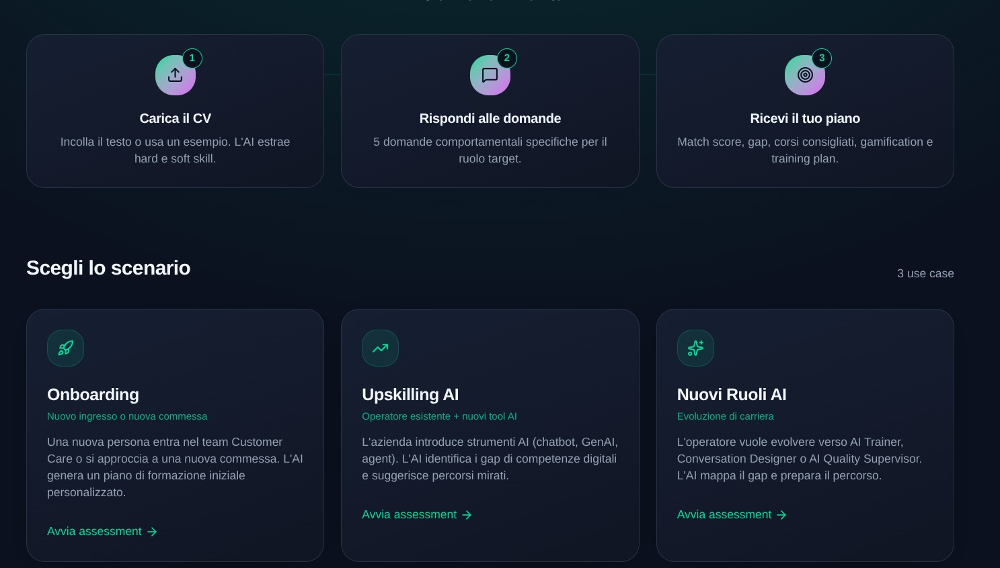 1
2
3
Carica il CV
Rispondi alle domande
Ricevi il tuo piano
Incolla il testo o usa un esempio. L'AI estrae
hard e soft skill.
5 domande comportamentali specifiche per il
ruolo target.
Match score, gap, corsi consigliati, gamification e
training plan.
Scegli lo scenario
3 use case
Onboarding
Nuovo ingresso o nuova commessa
Una nuova persona entra nel team Customer
Care o si approccia a una nuova commessa. L'AI
genera un piano di formazione iniziale
personalizzato.
Avvia assessment
Upskilling AI
Operatore esistente + nuovi tool AI
L'azienda introduce strumenti AI (chatbot, GenAI,
agent). L'AI identifica i gap di competenze digitali
e suggerisce percorsi mirati.
Avvia assessment
Nuovi Ruoli AI
Evoluzione di carriera
L'operatore vuole evolvere verso AI Trainer,
Conversation Designer o AI Quality Supervisor.
L'AI mappa il gap e prepara il percorso.
Avvia assessment